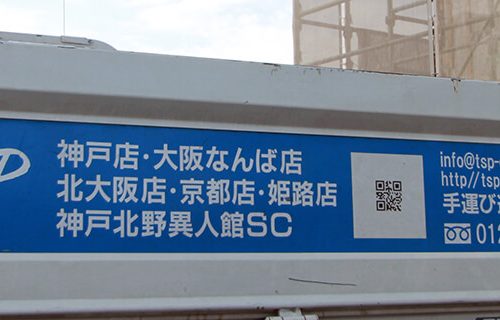 D
神戸店・大阪なんば店
北大阪店・京都店・姫路店
神戸北野異人館SC
info@tsp-
http//tsp
手運び
012